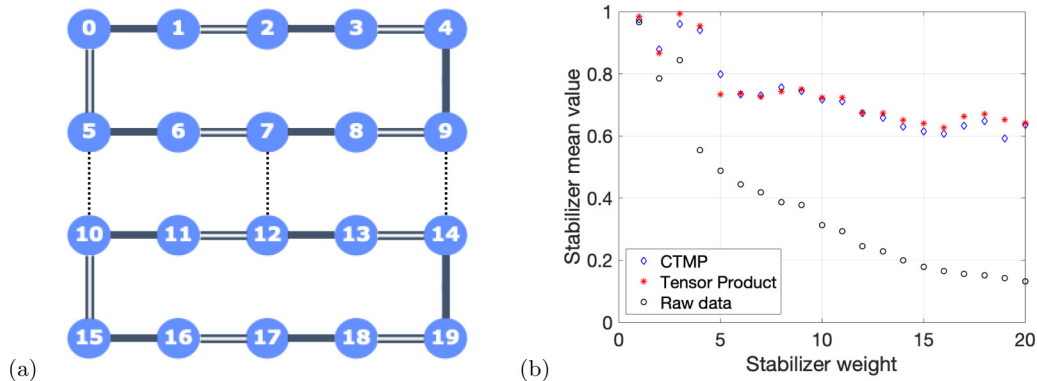 0 1 2 3 4
5 6 7 8 9
10 11 12 13 14
15 16 17 18 19
(a)
Stabilizer mean value
1
0.8
0.6
0.4
0.2
0
CTMP
Tensor Product
Raw data
0 5 10 15 20
Stabilizer weight
(b)